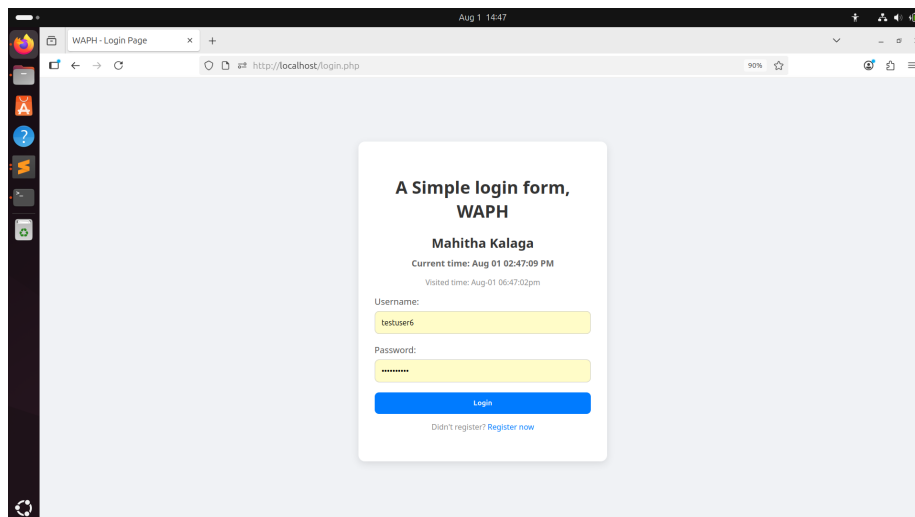 Aug 1 14:47
WAPH - Login Page
http://localhost/login.php
90%
A Simple login form,
WAPH
Mahitha Kalaga
Current time: Aug 01 02:47:09 PM
Visited time: Aug-01 06:47:02pm
Username:
testuser6
Password:
••••••••••
Login
Didn't register? Register now